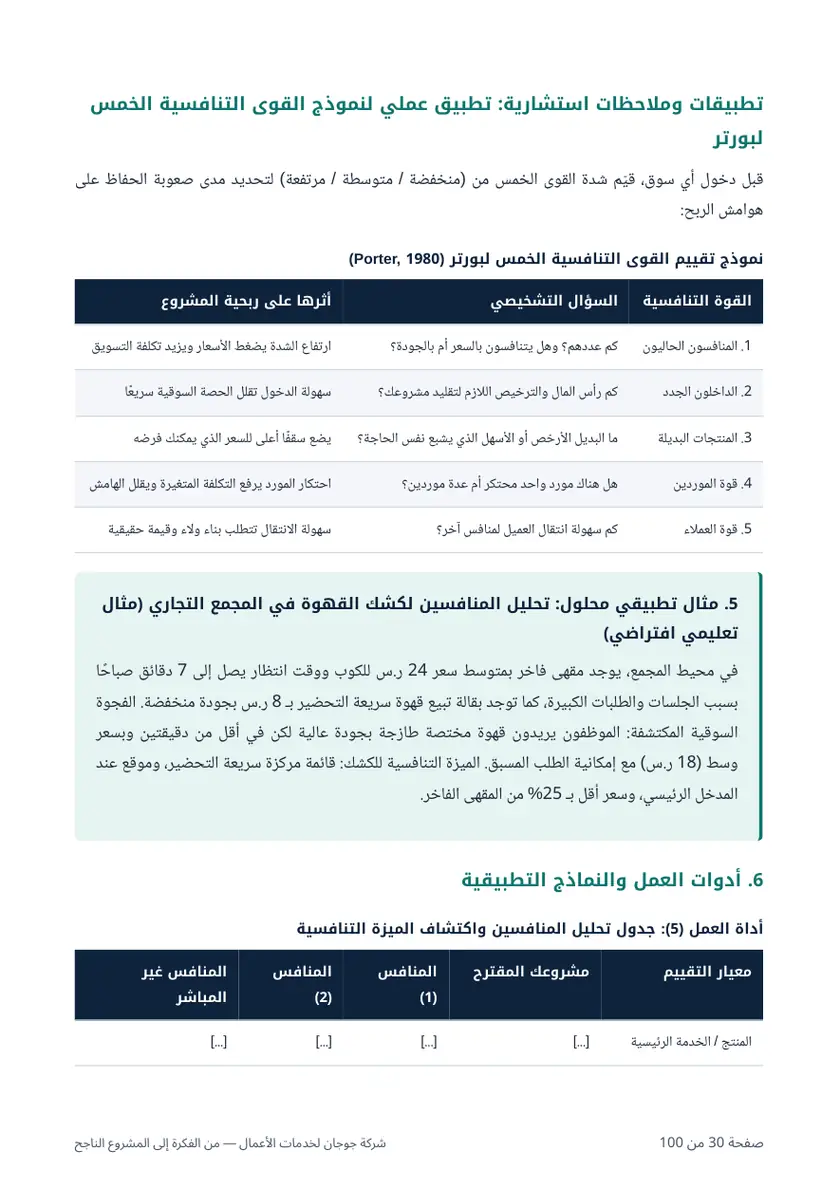 تطبيقات وملاحظات استشارية: تطبيق عملي لنموذج القوى التنافسية الخمس
لبورتر
قبل دخول أي سوق، قيّم شدة القوى الخمس من (منخفضة / متوسطة / مرتفعة) لتحديد مدى صعوبة الحفاظ على
هوامش الربح:
نموذج تقييم القوى التنافسية الخمس لبورتر (Porter, 1980)
القوة التنافسية السؤال التشخيصي أثرها على ربحية المشروع
1. المنافسون الحاليون كم عددهم؟ وهل يتنافسون بالسعر أم بالجودة؟ ارتفاع الشدة يضغط الأسعار ويزيد تكلفة التسويق
2. الداخلون الجدد كم رأس المال والترخيص اللازم لتقليد مشروعك؟ سهولة الدخول تقلل الحصة السوقية سريعًا
3. المنتجات البديلة ما البديل الأرخص أو الأسهل الذي يشبع نفس الحاجة؟ يضع سقفًا أعلى للسعر الذي يمكنك فرضه
4. قوة الموردين هل هناك مورد واحد محتكر أم عدة موردين؟ احتكار المورد يرفع التكلفة المتغيرة ويقلل الهامش
5. قوة العملاء كم سهولة انتقال العميل لمنافس آخر؟ سهولة الانتقال تتطلب بناء ولاء وقيمة حقيقية
5. مثال تطبيقي محلول: تحليل المنافسين لكشك القهوة في المجمع التجاري (مثال
تعليمي افتراضي)
في محيط المجمع، يوجد مقهى فاخر بمتوسط سعر 24 ر.س للكوب ووقت انتظار يصل إلى 7 دقائق صباحًا
بسبب الجلسات والطلبات الكبيرة، كما توجد بقالة تبيع قهوة سريعة التحضير بـ 8 ر.س بجودة منخفضة. الفجوة
السوقية المكتشفة: الموظفون يريدون قهوة مختصة طازجة بجودة عالية لكن في أقل من دقيقتين وبسعر
وسط (18 ر.س) مع إمكانية الطلب المسبق. الميزة التنافسية للكشك: قائمة مركزة سريعة التحضير، وموقع عند
المدخل الرئيسي، وسعر أقل بـ 25% من المقهى الفاخر.
6. أدوات العمل والنماذج التطبيقية
أداة العمل (5): جدول تحليل المنافسين واكتشاف الميزة التنافسية
معيار التقييم مشروعك المقترح المنافس (1) المنافس (2) المنافس غير المباشر
المنتج / الخدمة الرئيسية [...] [...] [...] [...]
صفحة 30 من 100 شركة جوجان لخدمات الأعمال — من الفكرة إلى المشروع الناجح